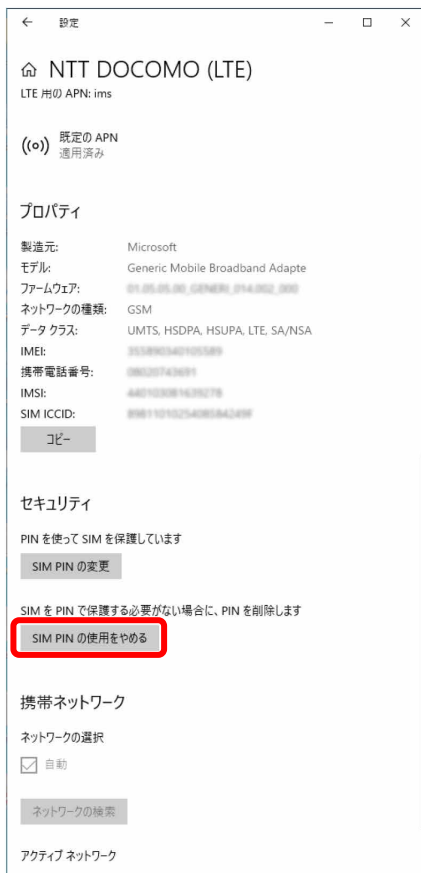 設定
NTT DOCOMO (LTE)
LTE 用の APN: ims
既定の APN
適用済み
プロパティ
製造元: Microsoft
モデル: Generic Mobile Broadband Adapte
ファームウェア:
ネットワークの種類: GSM
データ クラス: UMTS, HSDPA, HSUPA, LTE, SA/NSA
IMEI:
携帯電話番号:
IMSI:
SIM ICCID:
コピー
セキュリティ
PIN を使って SIM を保護しています
SIM PIN の変更
SIM を PIN で保護する必要がない場合に、PIN を削除します
SIM PIN の使用をやめる
携帯ネットワーク
ネットワークの選択
自動
ネットワークの検索
アクティブ ネットワーク